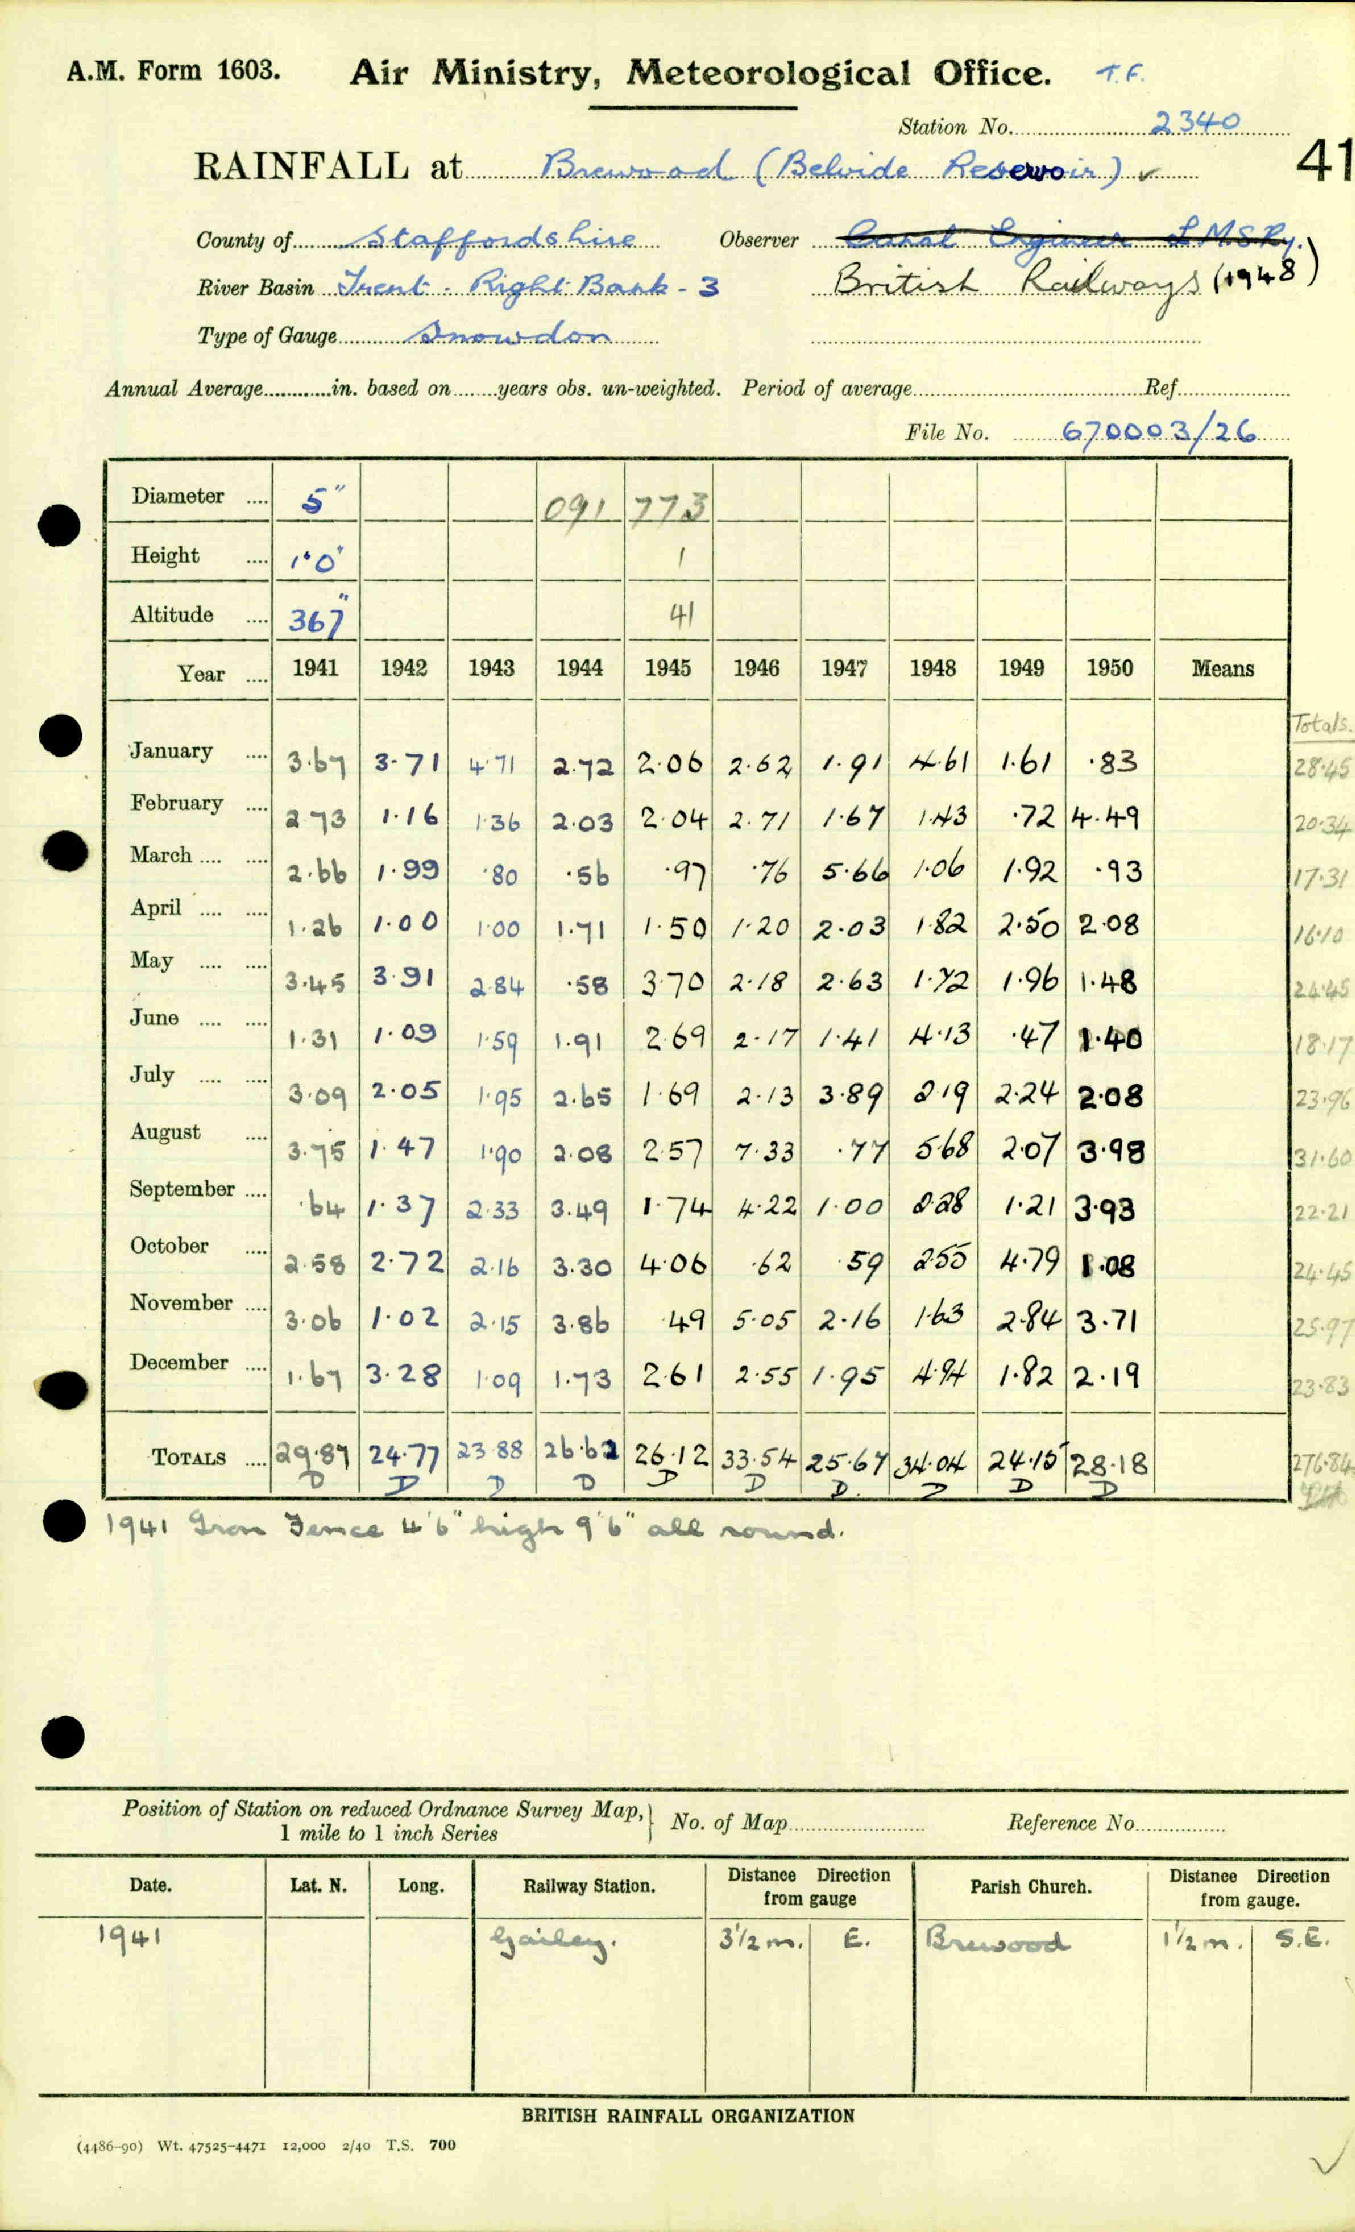 A.M. Form 1603. Air Ministry, Meteorological Office. T.F.
Station No. 2340
41
RAINFALL at Brewood (Belvide Reservoir) ✓
County of Staffordshire Observer Canal Engineer L.M.S.Ry.
River Basin Trent - Right Bank - 3 British Railways (1948)
Type of Gauge Snowdon
Annual Average in. based on years obs. un-weighted. Period of average Ref.
File No. 670003/26
Diameter 5" 091 773
Height 1'0" 1
Altitude 367" 41
Year 1941 1942 1943 1944 1945 1946 1947 1948 1949 1950 Means
Totals.
January 3.67 3.71 4.71 2.72 2.06 2.62 1.91 4.61 1.61 .83 28.45
February 2.73 1.16 1.36 2.03 2.04 2.71 1.67 1.43 .72 4.49 20.34
March 2.66 1.99 .80 .56 .97 .76 5.66 1.06 1.92 .93 17.31
April 1.26 1.00 1.00 1.71 1.50 1.20 2.03 1.82 2.50 2.08 16.10
May 3.45 3.91 2.84 .58 3.70 2.18 2.63 1.72 1.96 1.48 24.45
June 1.31 1.09 1.59 1.91 2.69 2.17 1.41 4.13 .47 1.40 18.17
July 3.09 2.05 1.95 2.65 1.69 2.13 3.89 2.19 2.24 2.08 23.96
August 3.75 1.47 1.90 2.08 2.57 7.33 .77 5.68 2.07 3.98 31.60
September .64 1.37 2.33 3.49 1.74 4.22 1.00 2.28 1.21 3.93 22.21
October 2.58 2.72 2.16 3.30 4.06 .62 .59 2.55 4.79 1.08 24.45
November 3.06 1.02 2.15 3.86 .49 5.05 2.16 1.63 2.84 3.71 25.97
December 1.67 3.28 1.09 1.73 2.61 2.55 1.95 4.94 1.82 2.19 23.83
TOTALS 29.87 24.77 23.88 26.62 26.12 33.54 25.67 34.04 24.15 28.18 276.84
D D D D D D D. D D D
1941 Iron Fence 4'6" high 9'6" all round.
Position of Station on reduced Ordnance Survey Map, No. of Map Reference No.
1 mile to 1 inch Series
Date. Lat. N. Long. Railway Station. Distance Direction from gauge Parish Church. Distance Direction from gauge.
1941 Gailey. 3½ m. E. Brewood 1½ m. S.E.
BRITISH RAINFALL ORGANIZATION
(4486-90) Wt. 47525-4471 12,000 2/40 T.S. 700